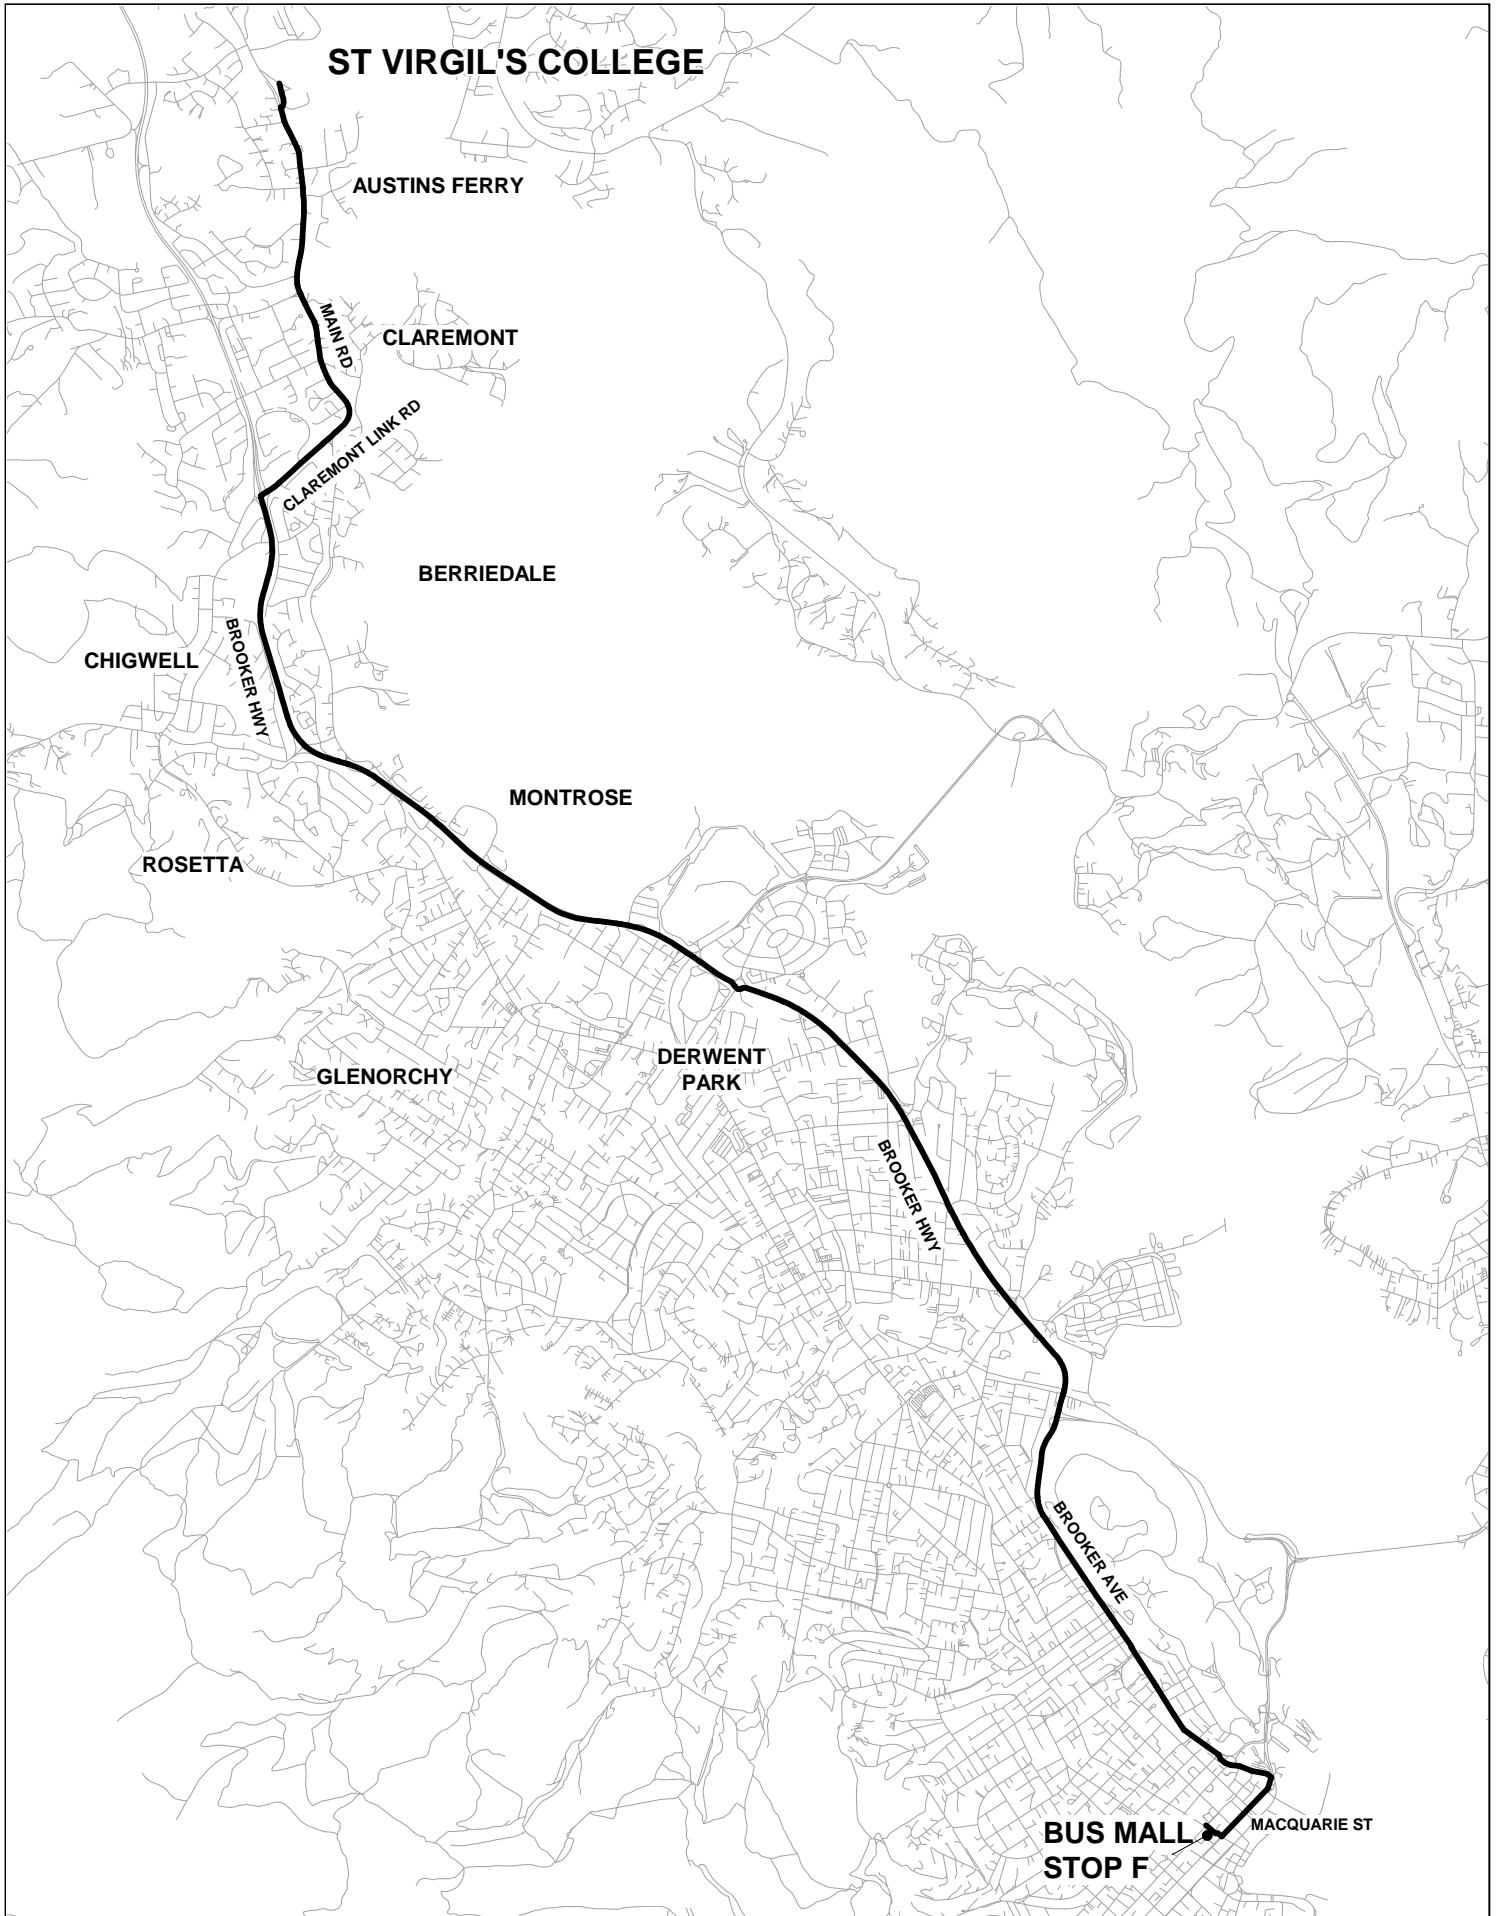 ST VIRGIL'S COLLEGE
AUSTINS FERRY
MAIN RD
CLAREMONT
CLAREMONT LINK RD
BERRIEDALE
BROOKER HWY
CHIGWELL
MONTROSE
ROSETTA
DERWENT
PARK
GLENORCHY
BROOKER HWY
BROOKER AVE
BUS MALL
STOP F
MACQUARIE ST